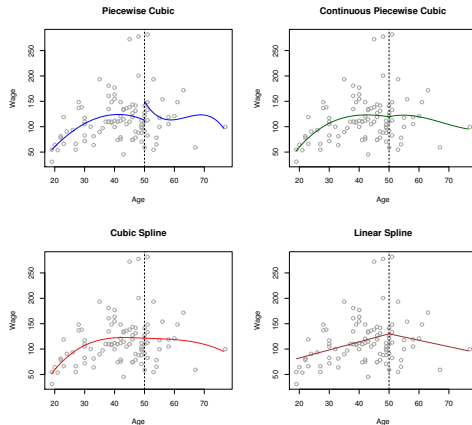 Piecewise Cubic
Wage
50 100 150 200 250
20 30 40 50 60 70
Age
Continuous Piecewise Cubic
Wage
50 100 150 200 250
20 30 40 50 60 70
Age
Cubic Spline
Wage
50 100 150 200 250
20 30 40 50 60 70
Age
Linear Spline
Wage
50 100 150 200 250
20 30 40 50 60 70
Age